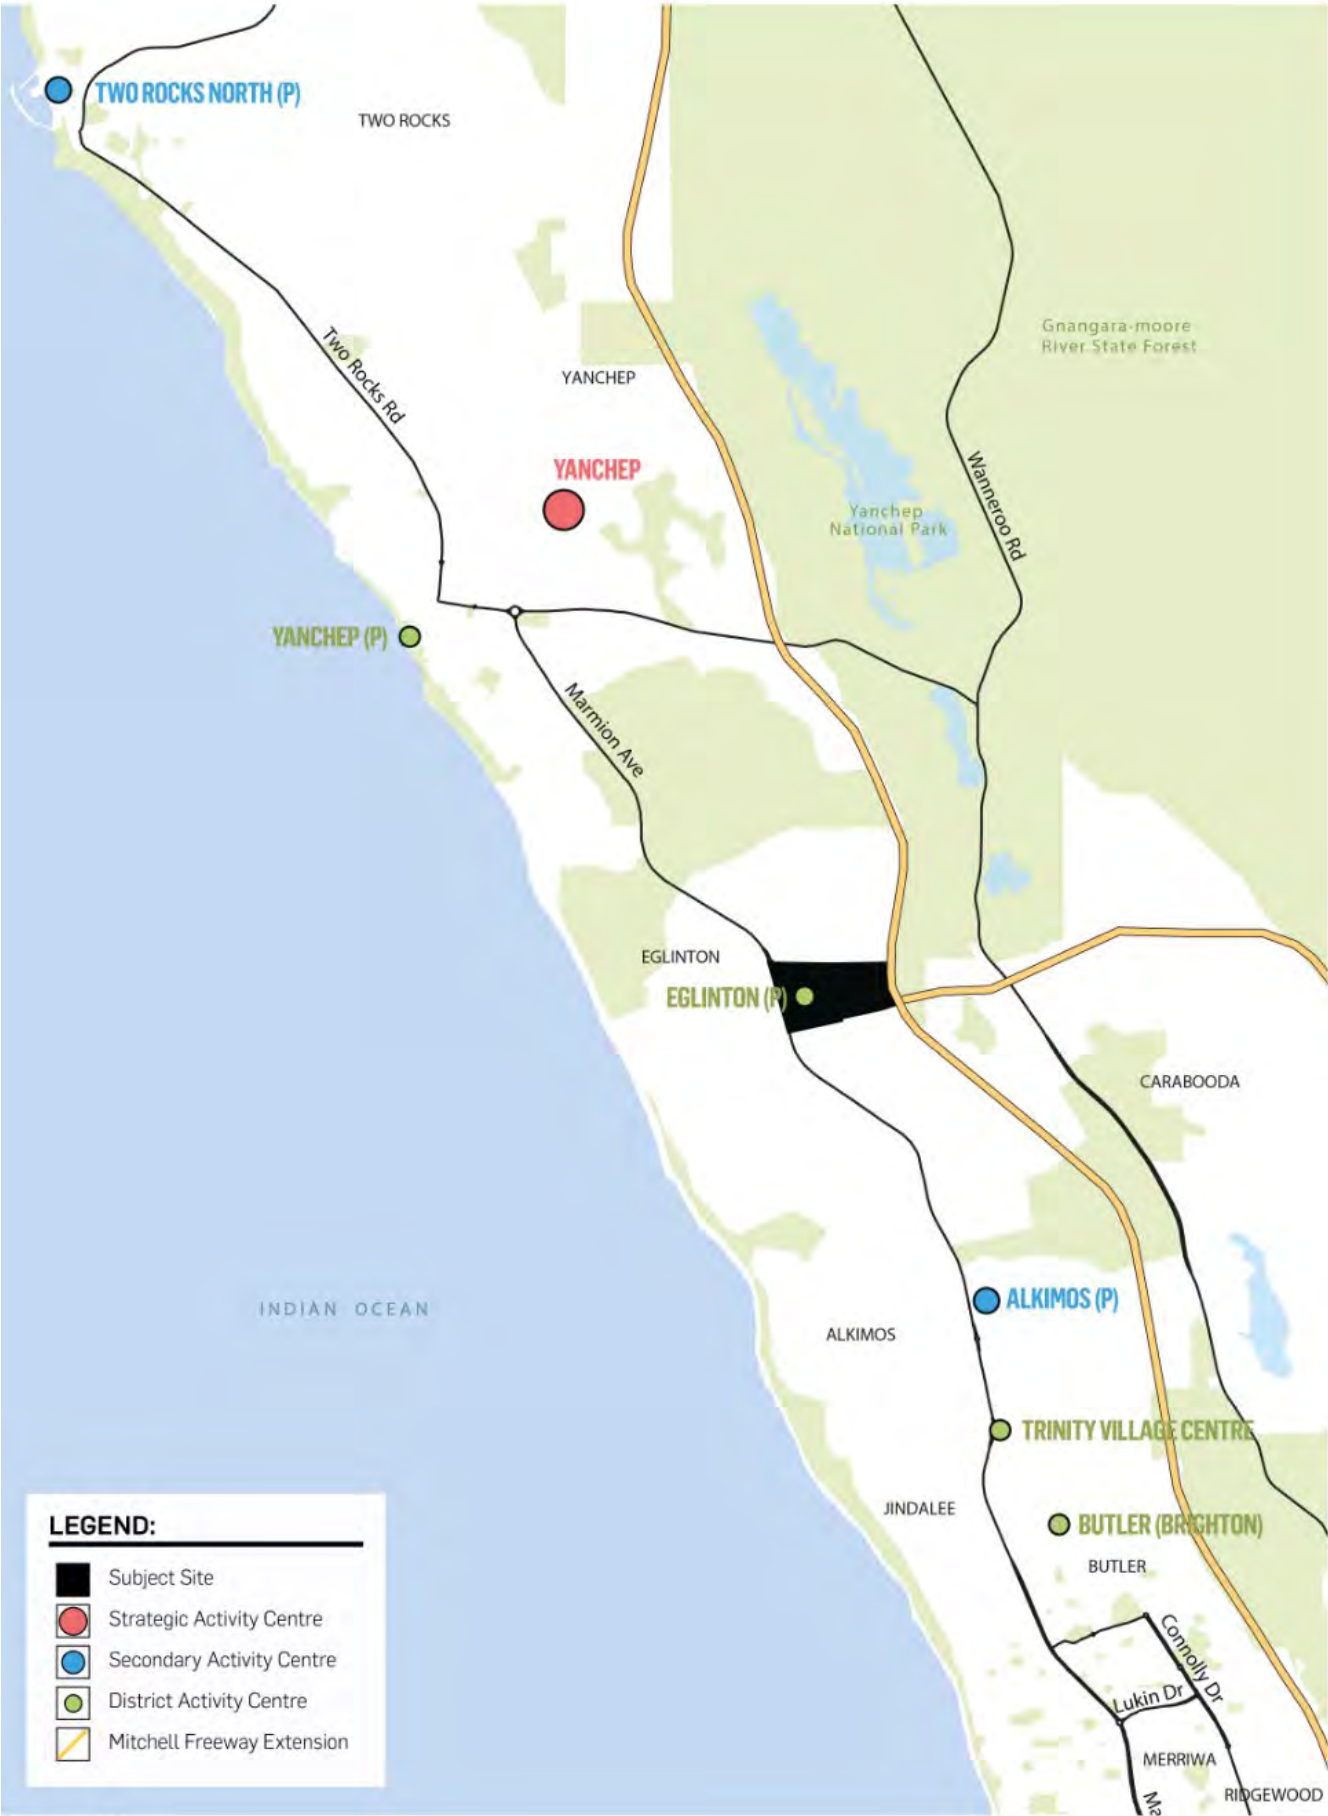 TWO ROCKS NORTH (P)
TWO ROCKS
Gnangara-moore
River State Forest
Two Rocks Rd
YANCHEP
YANCHEP
Wanneroo Rd
Yanchep
National Park
YANCHEP (P)
Marmion Ave
EGLINTON
EGLINTON (P)
CARABOODA
INDIAN OCEAN
ALKIMOS (P)
ALKIMOS
TRINITY VILLAGE CENTRE
JINDALEE
BUTLER (BRIGHTON)
BUTLER
Connolly Dr
Lukin Dr
MERRIWA
Ma
RIDGEWOOD
LEGEND:
Subject Site
Strategic Activity Centre
Secondary Activity Centre
District Activity Centre
Mitchell Freeway Extension